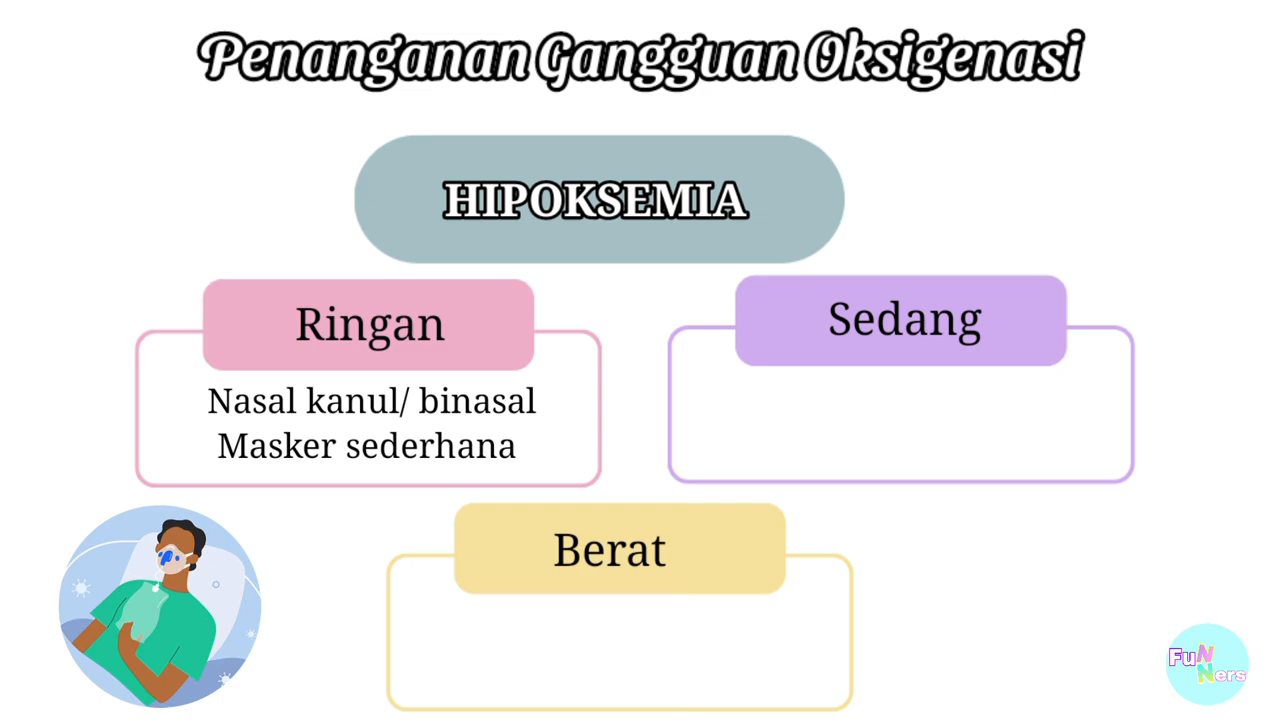 Penanganan Gangguan Oksigenasi
HIPOKSEMIA
Ringan
Nasal kanul/ binasal
Masker sederhana
Sedang
Berat
FuNNers